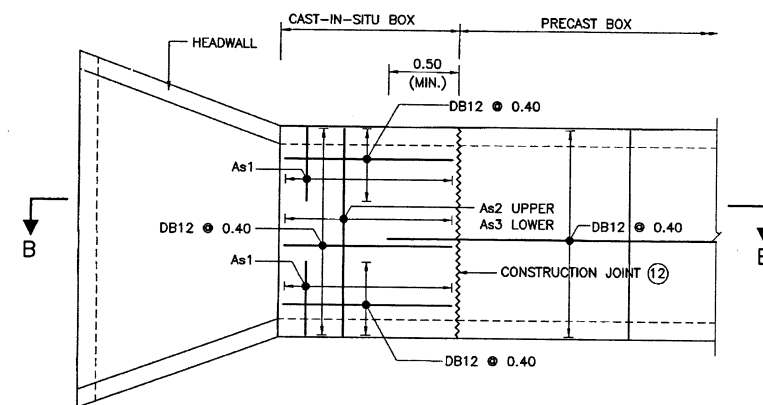 CAST-IN-SITU BOX
PRECAST BOX
HEADWALL
0.50
(MIN.)
DB12 @ 0.40
As1
As2 UPPER
As3 LOWER
DB12 @ 0.40
DB12 @ 0.40
B
B
As1
CONSTRUCTION JOINT 12
DB12 @ 0.40